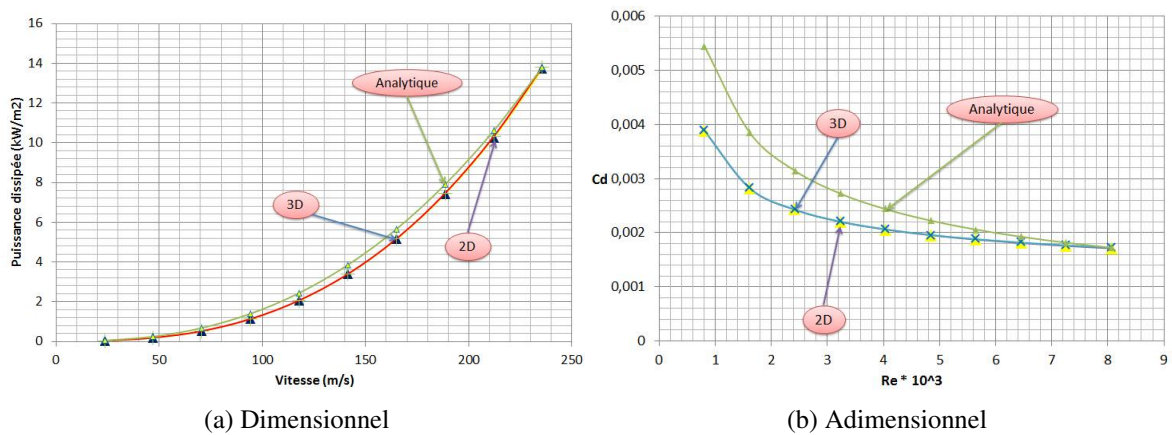 Puissance dissipée (kW/m2)
16
14
12
10
8
6
4
2
0
0 50 100 150 200 250
Vitesse (m/s)
Analytique
3D
2D
(a) Dimensionnel
Cd
0,006
0,005
0,004
0,003
0,002
0,001
0
0 1 2 3 4 5 6 7 8 9
Re * 10^3
3D
Analytique
2D
(b) Adimensionnel